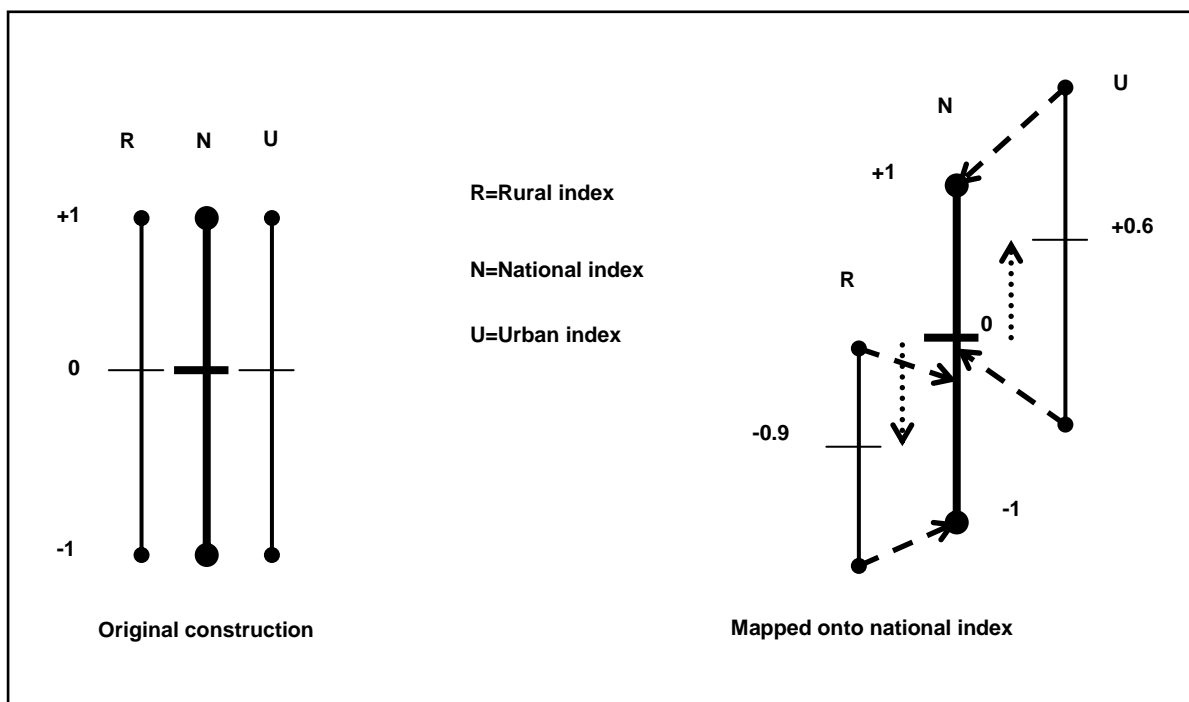 R N U
+1
0
-1
Original construction
R=Rural index
N=National index
U=Urban index
U
N
+1
+0.6
R
0
-0.9
-1
Mapped onto national index